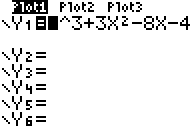 Plot1 Plot2 Plot3
\Y₁=■^3+3X²-8X-4
\Y₂=
\Y₃=
\Y₄=
\Y₅=
\Y₆=